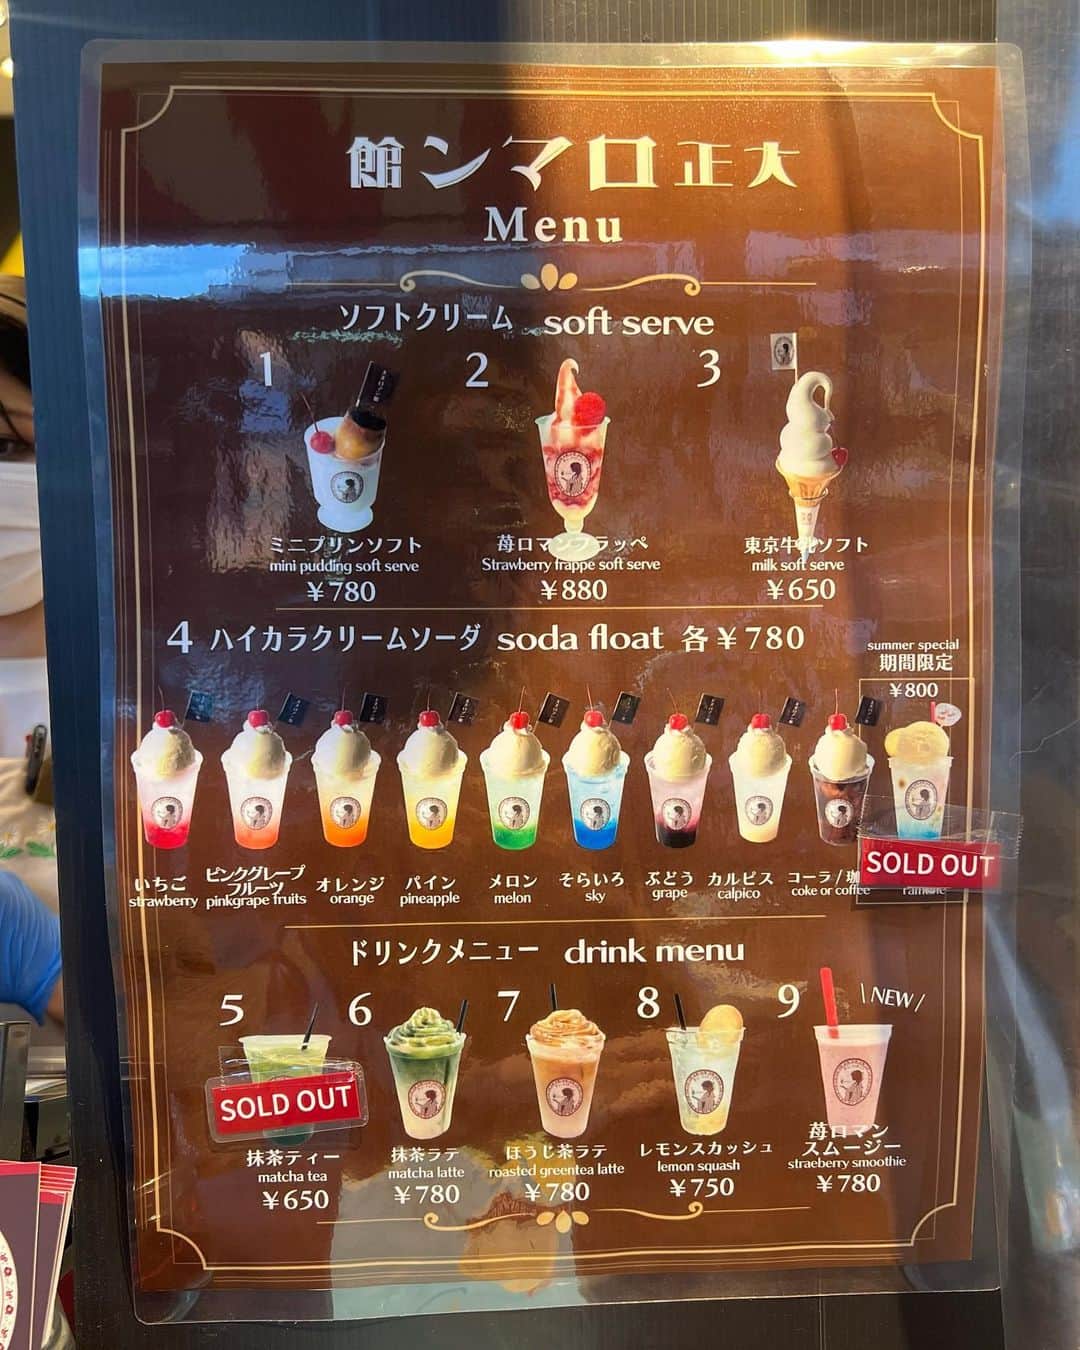 館ンマロ正大
Menu
ソフトクリーム soft serve
1
2
3
ミニプリンソフト
mini pudding soft serve
¥780
苺ロマンフラッペ
Strawberry frappe soft serve
¥880
東京牛乳ソフト
milk soft serve
¥650
4 ハイカラクリームソーダ soda float 各¥780
summer special
期間限定
¥800
いちご
strawberry
ピンクグレープ
フルーツ
pinkgrape fruits
オレンジ
orange
パイン
pineapple
メロン
melon
そらいろ
sky
ぶどう
grape
カルピス
calpico
コーラ/珈
coke or coffee
SOLD OUT
ドリンクメニュー drink menu
5
6
7
8
9
\ NEW /
SOLD OUT
抹茶ティー
matcha tea
¥650
抹茶ラテ
matcha latte
¥780
ほうじ茶ラテ
roasted greentea latte
¥780
レモンスカッシュ
lemon squash
¥750
苺ロマン
スムージー
straeberry smoothie
¥780